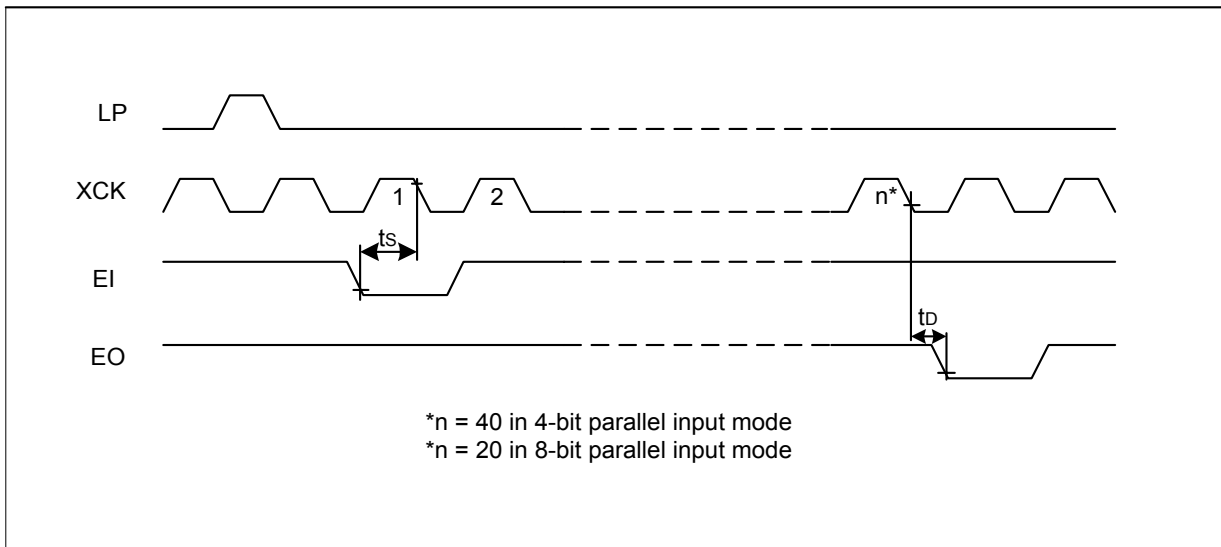 LP
XCK
1
2
n*
ts
EI
tD
EO
*n = 40 in 4-bit parallel input mode
*n = 20 in 8-bit parallel input mode